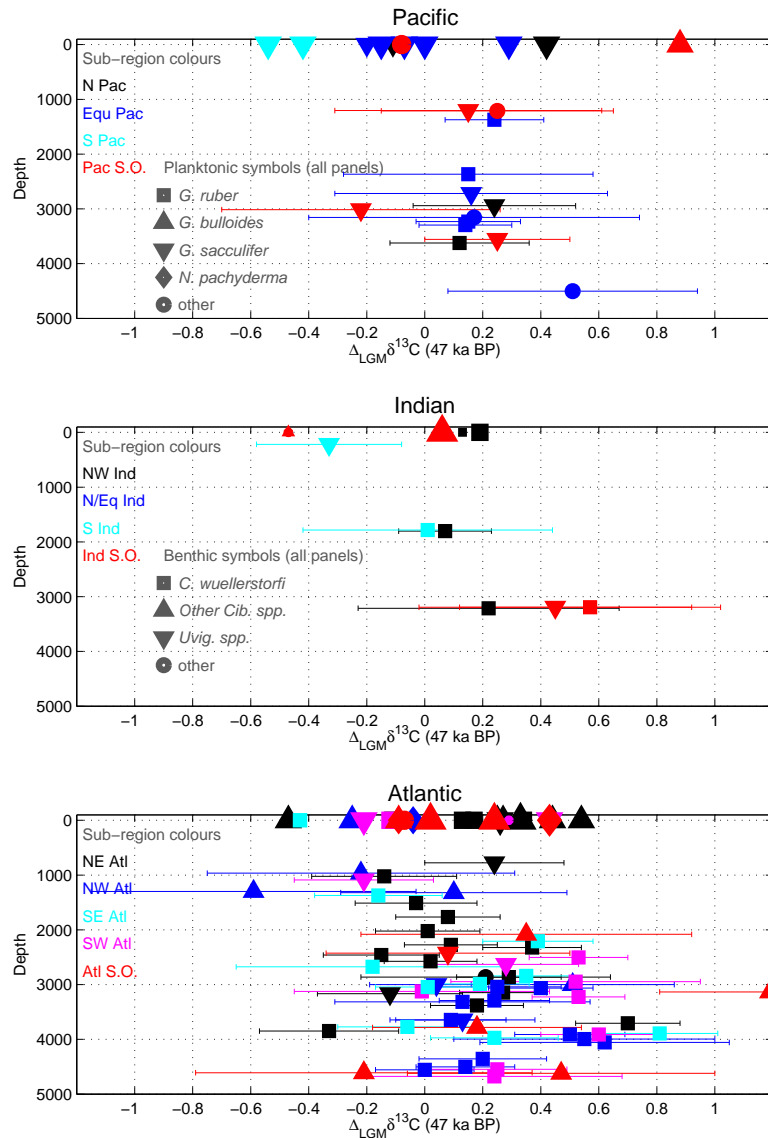 Pacific
0
1000
2000
3000
4000
5000
Depth
Sub−region colours
N Pac
Equ Pac
S Pac
Pac S.O.
Planktonic symbols (all panels)
G. ruber
G. bulloides
G. sacculifer
N. pachyderma
other
−1 −0.8 −0.6 −0.4 −0.2 0 0.2 0.4 0.6 0.8 1
Δ_LGM δ¹³C (47 ka BP)
Indian
0
1000
2000
3000
4000
5000
Depth
Sub−region colours
NW Ind
N/Eq Ind
S Ind
Ind S.O.
Benthic symbols (all panels)
C. wuellerstorfi
Other Cib. spp.
Uvig. spp.
other
−1 −0.8 −0.6 −0.4 −0.2 0 0.2 0.4 0.6 0.8 1
Δ_LGM δ¹³C (47 ka BP)
Atlantic
0
1000
2000
3000
4000
5000
Depth
Sub−region colours
NE Atl
NW Atl
SE Atl
SW Atl
Atl S.O.
−1 −0.8 −0.6 −0.4 −0.2 0 0.2 0.4 0.6 0.8 1
Δ_LGM δ¹³C (47 ka BP)